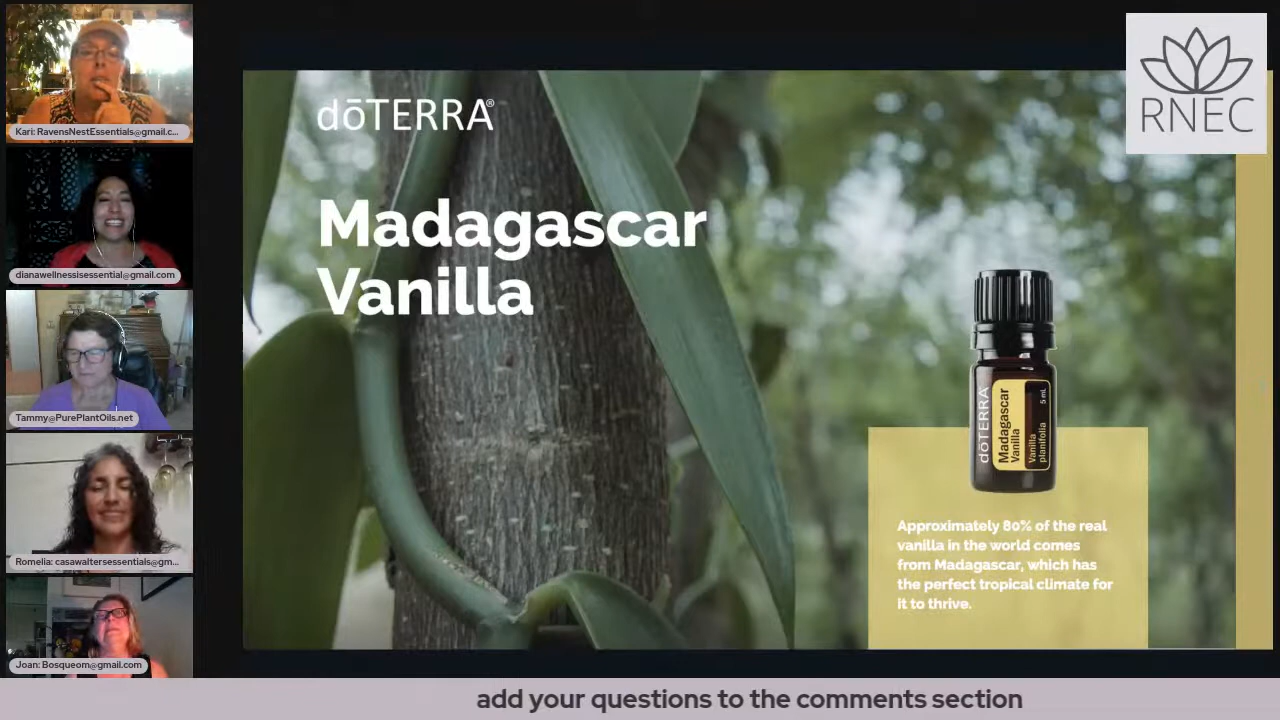 Kari: RavensNestEssentials@gmail.c...
dianawellnessisessential@gmail.com
Tammy@PurePlantOils.net
Romelia: casawaltersessentials@gm...
Joan: Bosqueom@gmail.com
dōTERRA®
Madagascar
Vanilla
RNEC
dōTERRA
Madagascar
Vanilla
Vanilla
planifolia
5 mL
Approximately 80% of the real
vanilla in the world comes
from Madagascar, which has
the perfect tropical climate for
it to thrive.
add your questions to the comments section